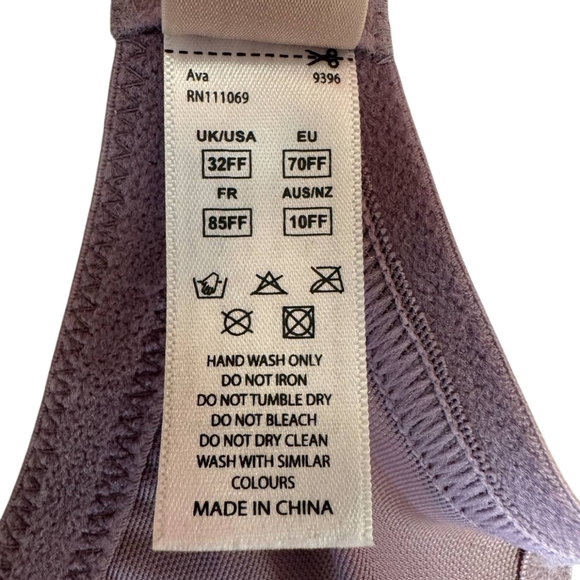 Ava 9396
RN111069
UK/USA EU
32FF 70FF
FR AUS/NZ
85FF 10FF
HAND WASH ONLY
DO NOT IRON
DO NOT TUMBLE DRY
DO NOT BLEACH
DO NOT DRY CLEAN
WASH WITH SIMILAR
COLOURS
MADE IN CHINA